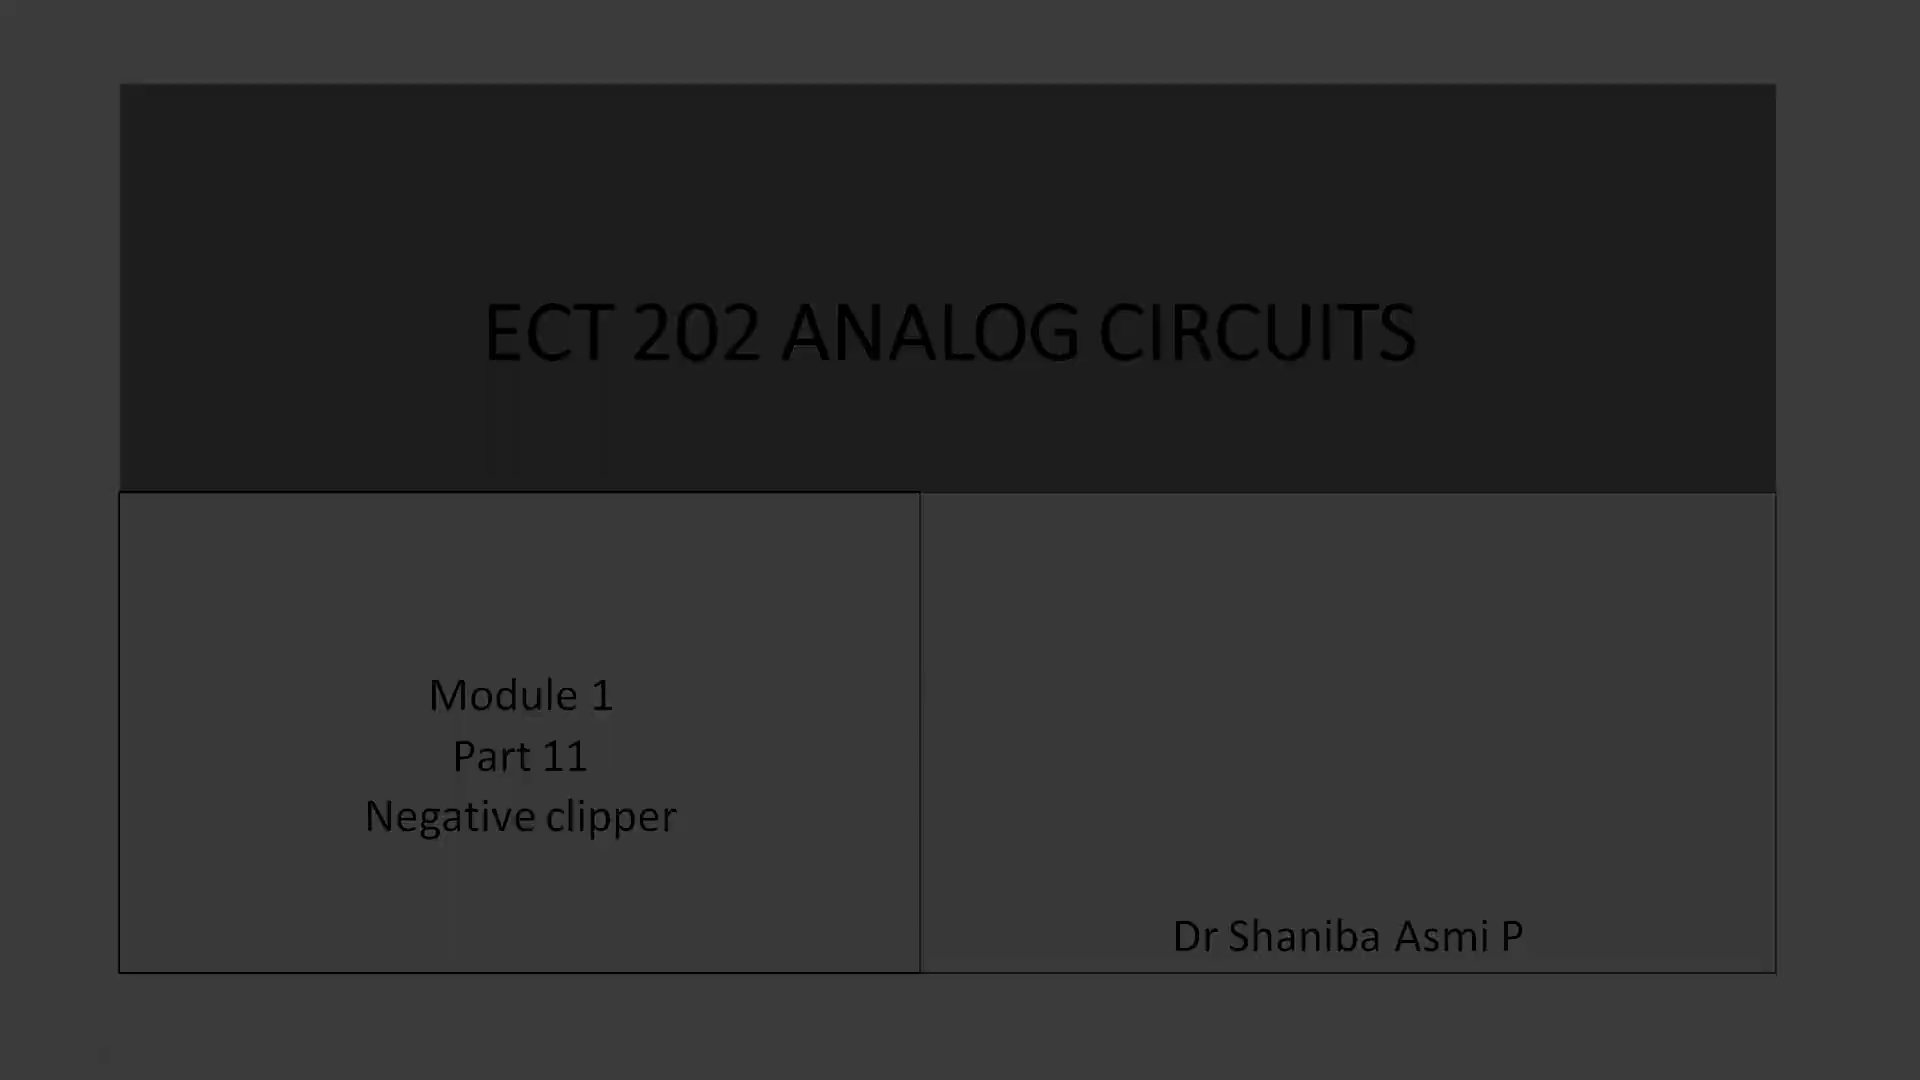 ECT 202 ANALOG CIRCUITS
Module 1
Part 11
Negative clipper
Dr Shaniba Asmi P